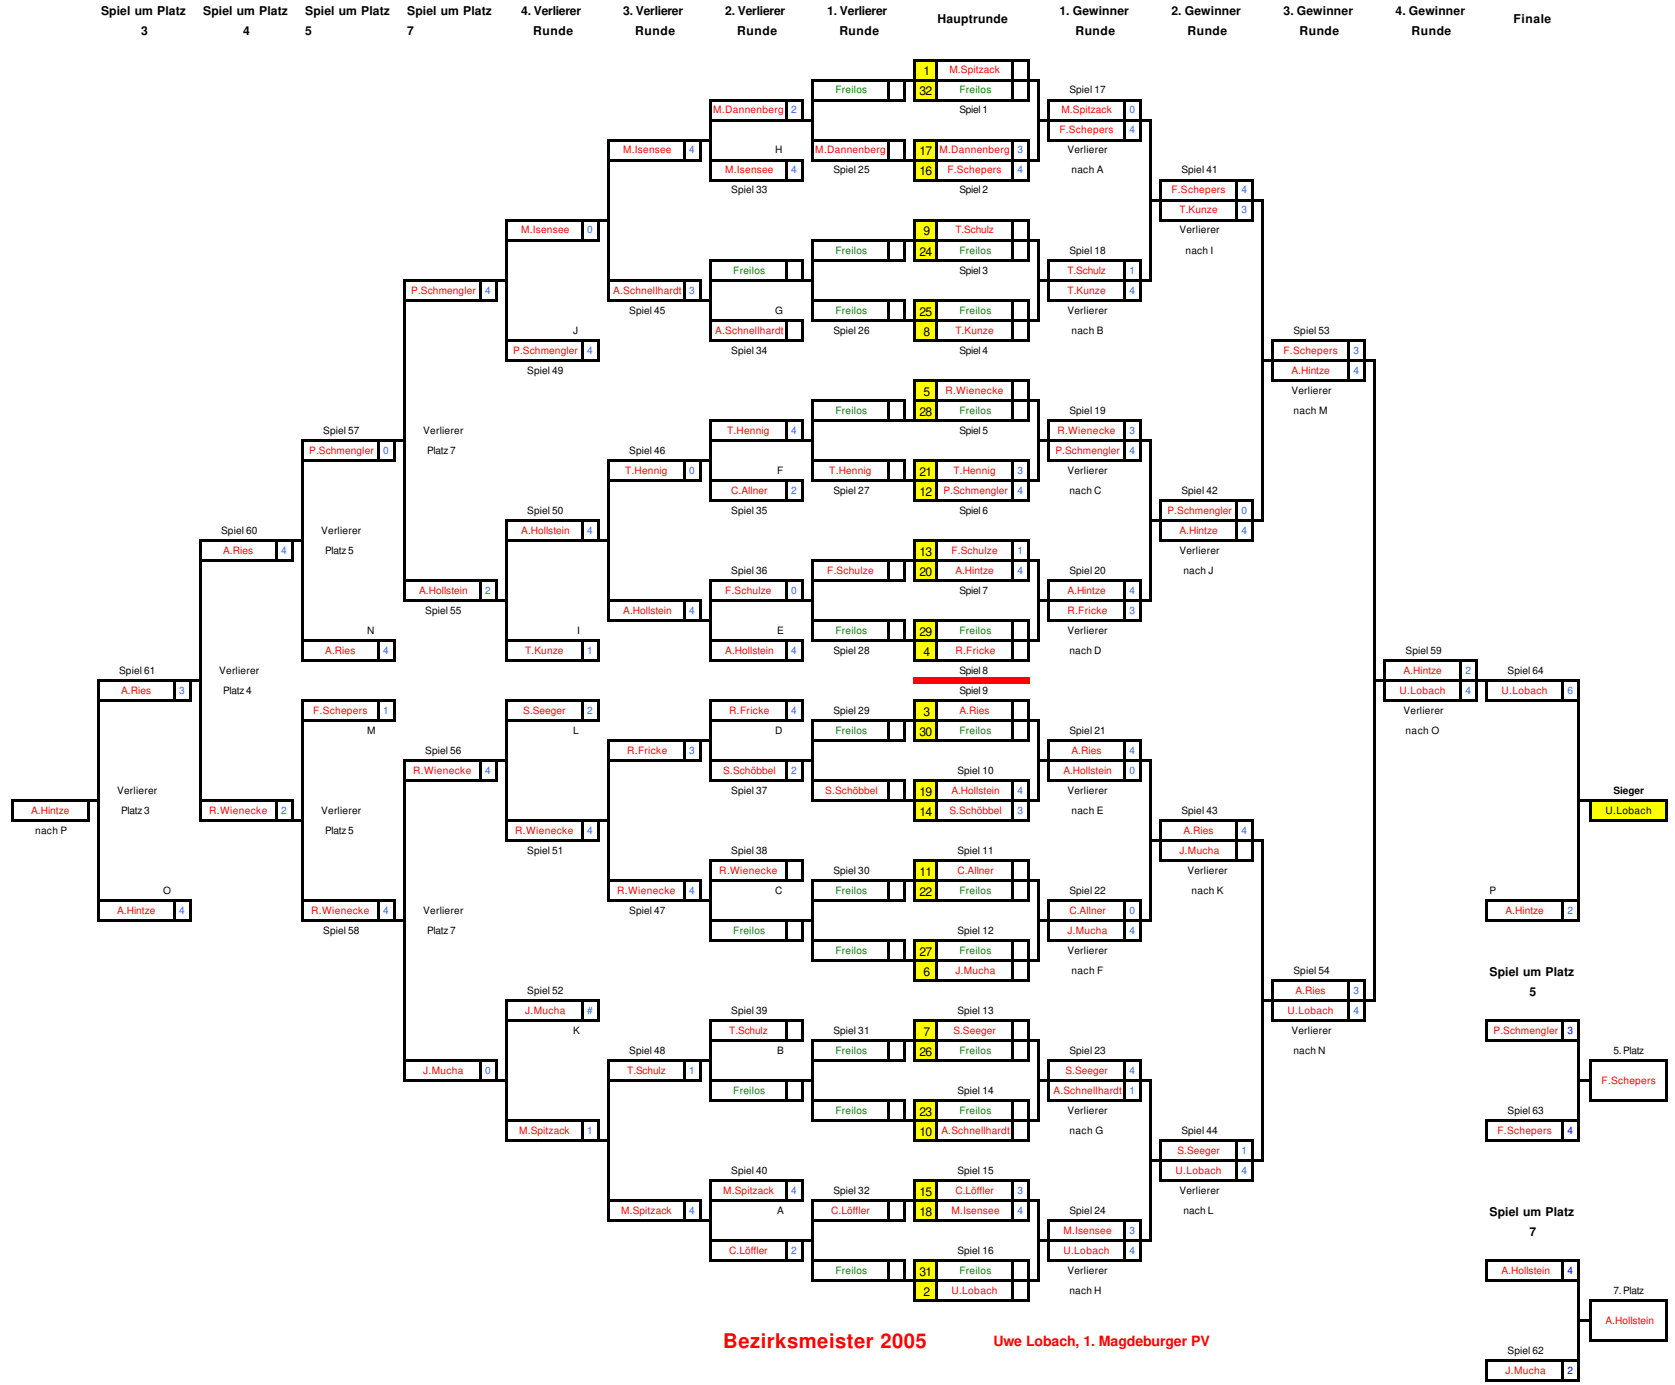 Spiel um Platz 3
Spiel um Platz 4
Spiel um Platz 5
Spiel um Platz 7
4. Verlierer Runde
3. Verlierer Runde
2. Verlierer Runde
1. Verlierer Runde
Hauptrunde
1. Gewinner Runde
2. Gewinner Runde
3. Gewinner Runde
4. Gewinner Runde
Finale
A.Hintze
nach P
Spiel 61
A.Ries 3
Verlierer
Platz 3
O
A.Hintze 4
Spiel 60
A.Ries 4
Verlierer
Platz 4
R.Wienecke 2
Spiel 57
P.Schmengler 0
Verlierer
Platz 5
N
A.Ries 4
F.Schepers 1
M
Verlierer
Platz 5
R.Wienecke 4
Spiel 58
P.Schmengler 4
Verlierer
Platz 7
A.Hollstein 2
Spiel 55
Spiel 56
R.Wienecke 4
Verlierer
Platz 7
J.Mucha 0
M.Isensee 0
J
P.Schmengler 4
Spiel 49
Spiel 50
A.Hollstein 4
I
T.Kunze 1
S.Seeger 2
L
R.Wienecke 4
Spiel 51
Spiel 52
J.Mucha #
K
M.Spitzack 1
M.Isensee 4
A.Schnellhardt 3
Spiel 45
Spiel 46
T.Hennig 0
A.Hollstein 4
R.Fricke 3
R.Wienecke 4
Spiel 47
Spiel 48
T.Schulz 1
M.Spitzack 4
M.Dannenberg 2
H
M.Isensee 4
Spiel 33
Freilos
G
A.Schnellhardt
Spiel 34
T.Hennig 4
F
C.Allner 2
Spiel 35
Spiel 36
F.Schulze 0
E
A.Hollstein 4
R.Fricke 4
D
S.Schöbbel 2
Spiel 37
Spiel 38
R.Wienecke
C
Freilos
Spiel 39
T.Schulz
B
Freilos
Spiel 40
M.Spitzack 4
A
C.Löffler 2
Freilos
M.Dannenberg
Spiel 25
Freilos
Freilos
Spiel 26
Freilos
T.Hennig
Spiel 27
F.Schulze
Freilos
Spiel 28
Spiel 29
Freilos
S.Schöbbel
Spiel 30
Freilos
Freilos
Spiel 31
Freilos
Freilos
Spiel 32
C.Löffler
Freilos
1 M.Spitzack
32 Freilos
Spiel 1
17 M.Dannenberg 3
16 F.Schepers 4
Spiel 2
9 T.Schulz
24 Freilos
Spiel 3
25 Freilos
8 T.Kunze
Spiel 4
5 R.Wienecke
28 Freilos
Spiel 5
21 T.Hennig 3
12 P.Schmengler 4
Spiel 6
13 F.Schulze 1
20 A.Hintze 4
Spiel 7
29 Freilos
4 R.Fricke
Spiel 8
Spiel 9
3 A.Ries
30 Freilos
Spiel 10
19 A.Hollstein 4
14 S.Schöbbel 3
Spiel 11
11 C.Allner
22 Freilos
Spiel 12
27 Freilos
6 J.Mucha
Spiel 13
7 S.Seeger
26 Freilos
Spiel 14
23 Freilos
10 A.Schnellhardt
Spiel 15
15 C.Löffler 3
18 M.Isensee 4
Spiel 16
31 Freilos
2 U.Lobach
Spiel 17
M.Spitzack 0
F.Schepers 4
Verlierer
nach A
Spiel 18
T.Schulz 1
T.Kunze 4
Verlierer
nach B
Spiel 19
R.Wienecke 3
P.Schmengler 4
Verlierer
nach C
Spiel 20
A.Hintze 4
R.Fricke 3
Verlierer
nach D
Spiel 21
A.Ries 4
A.Hollstein 0
Verlierer
nach E
Spiel 22
C.Allner 0
J.Mucha 4
Verlierer
nach F
Spiel 23
S.Seeger 4
A.Schnellhardt 1
Verlierer
nach G
Spiel 24
M.Isensee 3
U.Lobach 4
Verlierer
nach H
Spiel 41
F.Schepers 4
T.Kunze 3
Verlierer
nach I
Spiel 42
P.Schmengler 0
A.Hintze 4
Verlierer
nach J
Spiel 43
A.Ries 4
J.Mucha
Verlierer
nach K
Spiel 44
S.Seeger 1
U.Lobach 4
Verlierer
nach L
Spiel 53
F.Schepers 3
A.Hintze 4
Verlierer
nach M
Spiel 54
A.Ries 3
U.Lobach 4
Verlierer
nach N
Spiel 59
A.Hintze 2
U.Lobach 4
Verlierer
nach O
Spiel 64
U.Lobach 6
P
A.Hintze 2
Sieger
U.Lobach
Spiel um Platz
5
P.Schmengler 3
5. Platz
F.Schepers
Spiel 63
F.Schepers 4
Spiel um Platz
7
A.Hollstein 4
7. Platz
A.Hollstein
Spiel 62
J.Mucha 2
Bezirksmeister 2005
Uwe Lobach, 1. Magdeburger PV